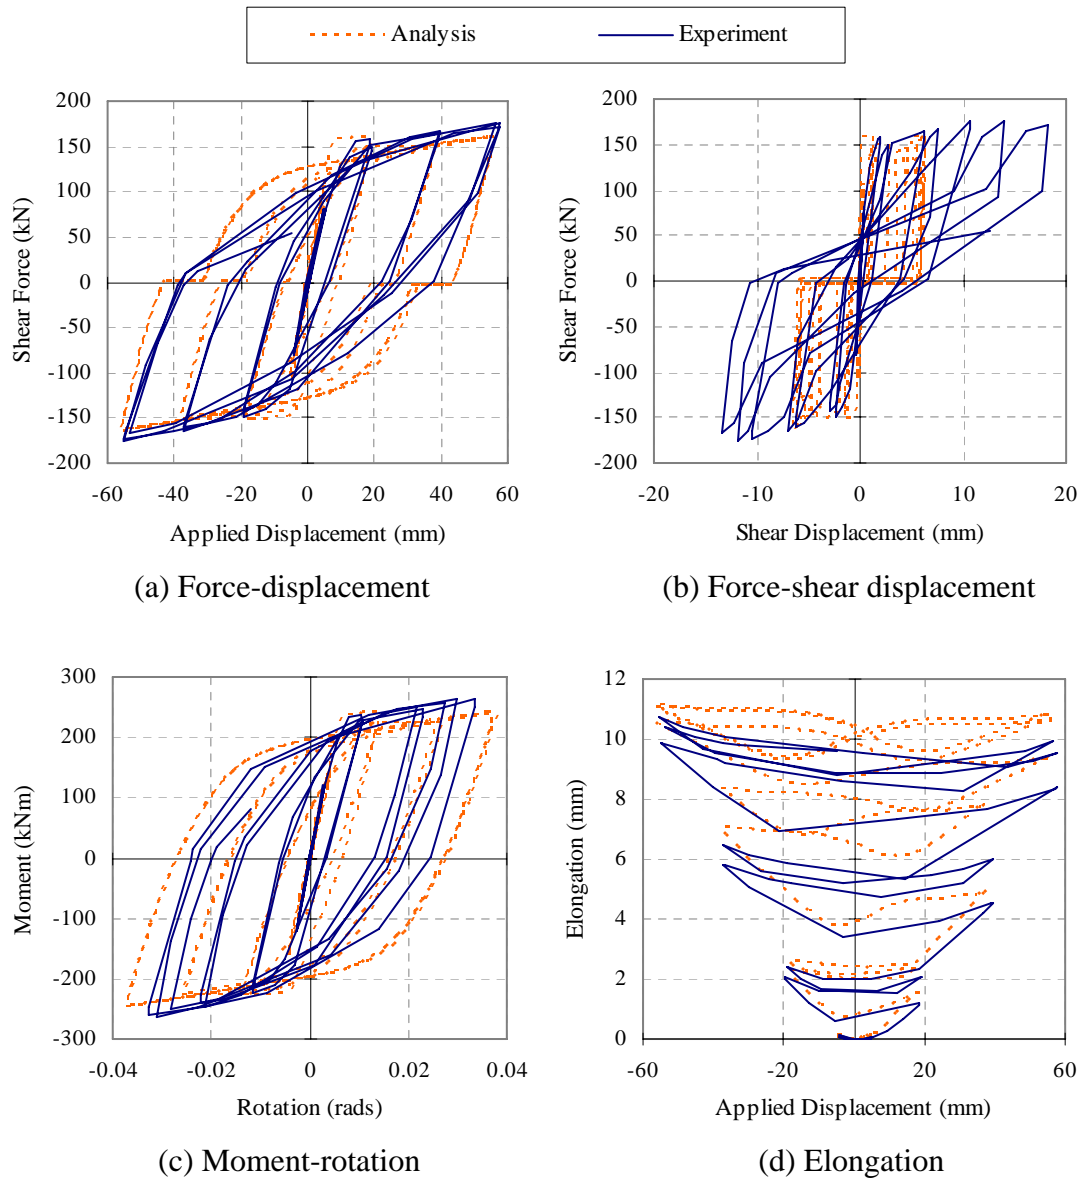 Analysis Experiment
200
150
100
50
0
-50
-100
-150
-200
-60 -40 -20 0 20 40 60
Shear Force (kN)
Applied Displacement (mm)
(a) Force-displacement
200
150
100
50
0
-50
-100
-150
-200
-20 -10 0 10 20
Shear Force (kN)
Shear Displacement (mm)
(b) Force-shear displacement
300
200
100
0
-100
-200
-300
-0.04 -0.02 0 0.02 0.04
Moment (kNm)
Rotation (rads)
(c) Moment-rotation
12
10
8
6
4
2
0
-60 -20 20 60
Elongation (mm)
Applied Displacement (mm)
(d) Elongation